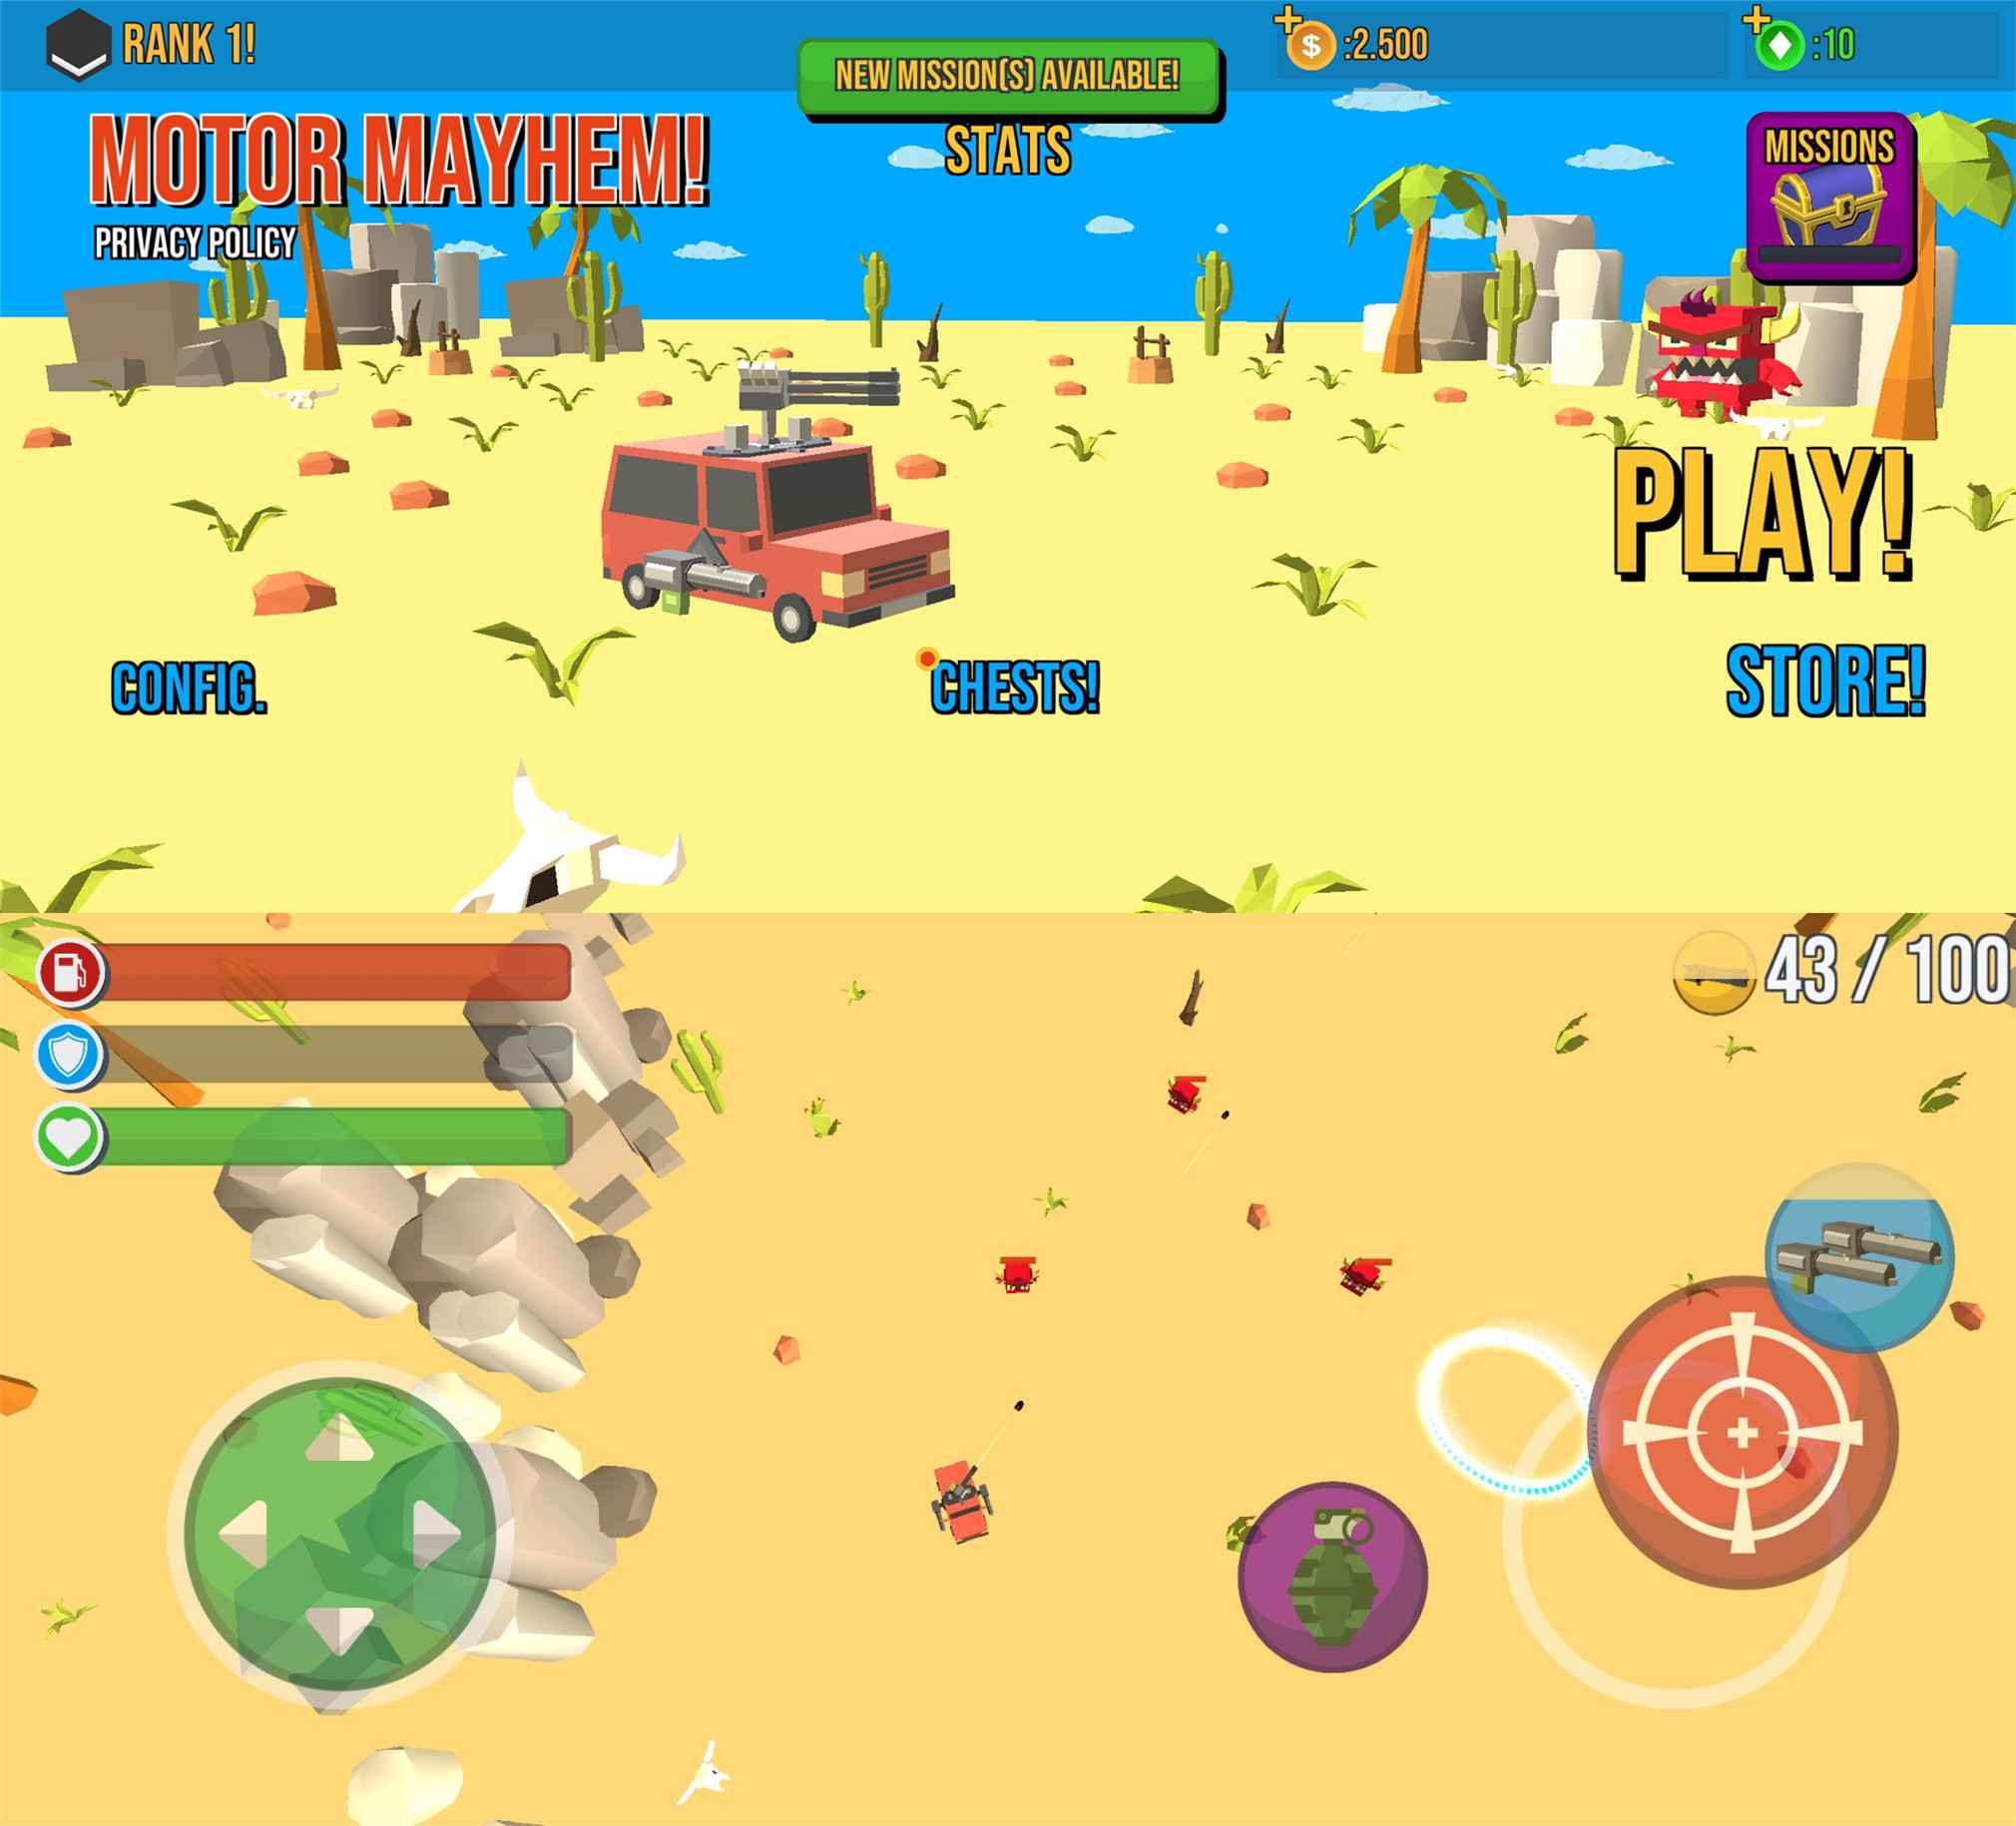 RANK 1!
:2.500
:10
NEW MISSION(S) AVAILABLE!
MOTOR MAYHEM!
STATS
MISSIONS
PRIVACY POLICY
PLAY!
CONFIG.
CHESTS!
STORE!
43 / 100